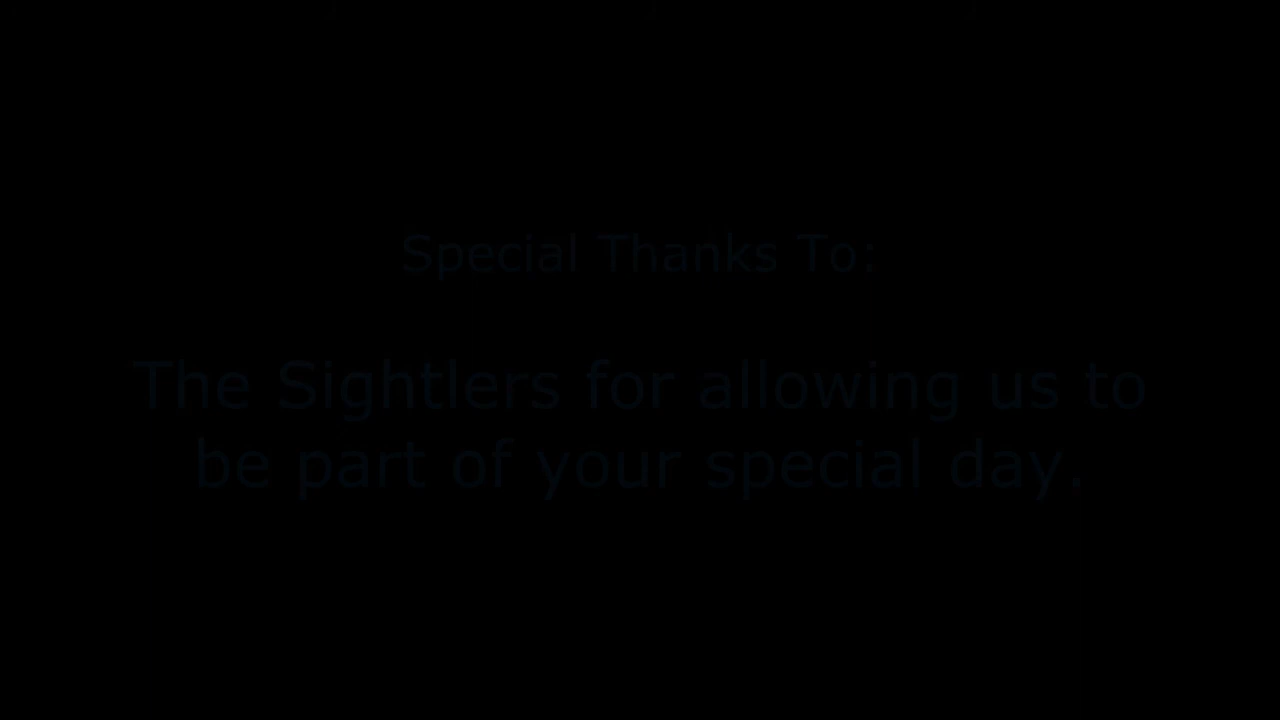 Special Thanks To:
The Sightlers for allowing us to
be part of your special day.